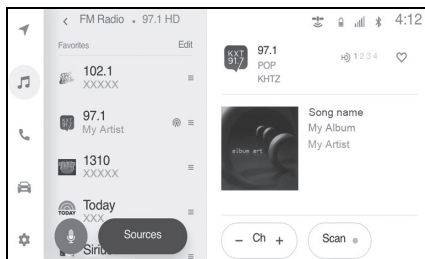 FM Radio • 97.1 HD
4:12
Favorites
Edit
102.1
XXXXX
97.1
My Artist
1310
XXXXX
TODAY
Today
XXX
Sources
Sirius
KXT
91.7
97.1
POP
KHTZ
1 2 3 4
album art
Song name
My Album
My Artist
− Ch +
Scan